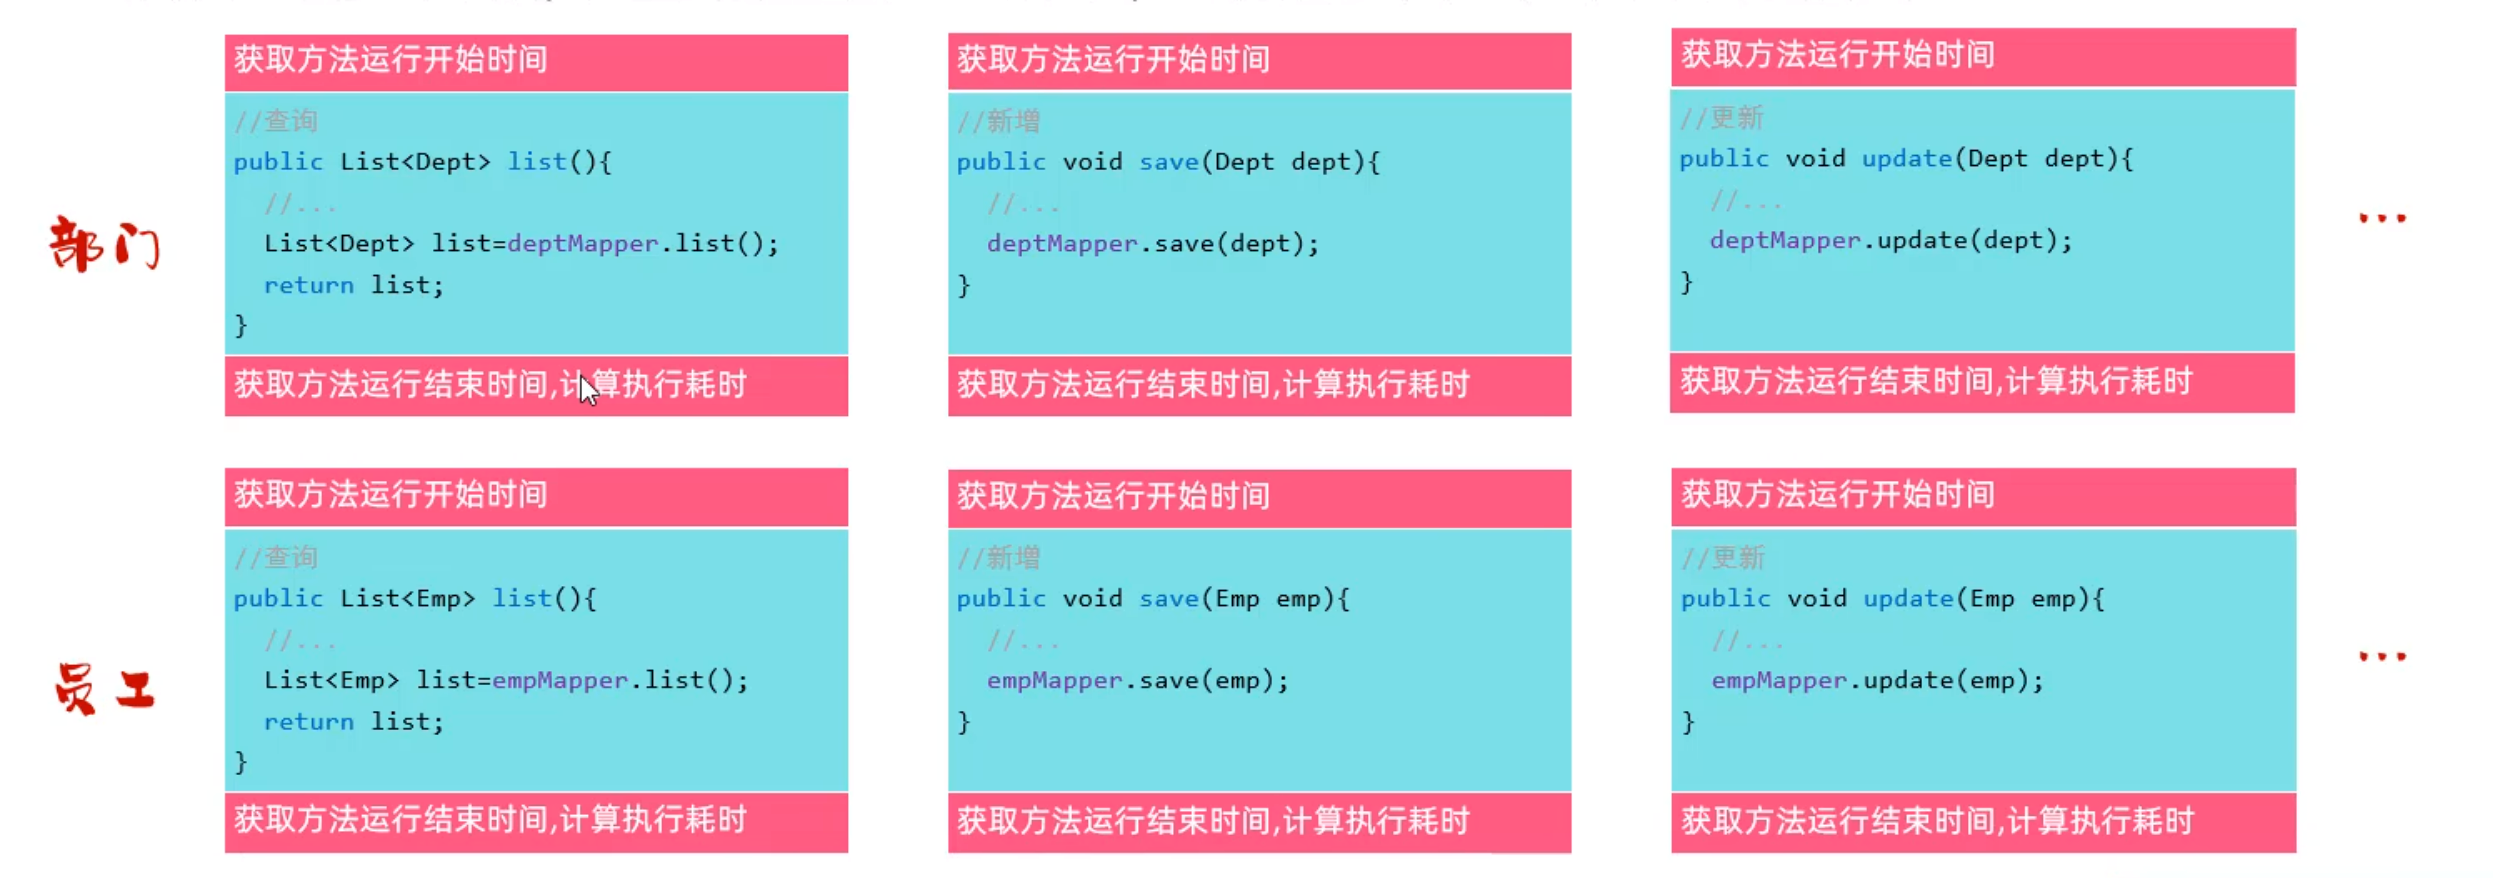 部门
获取方法运行开始时间
//查询
public List<Dept> list(){
//...
List<Dept> list=deptMapper.list();
return list;
}
获取方法运行结束时间,计算执行耗时
获取方法运行开始时间
//新增
public void save(Dept dept){
//...
deptMapper.save(dept);
}
获取方法运行结束时间,计算执行耗时
获取方法运行开始时间
//更新
public void update(Dept dept){
//...
deptMapper.update(dept);
}
获取方法运行结束时间,计算执行耗时
...
员工
获取方法运行开始时间
//查询
public List<Emp> list(){
//...
List<Emp> list=empMapper.list();
return list;
}
获取方法运行结束时间,计算执行耗时
获取方法运行开始时间
//新增
public void save(Emp emp){
//...
empMapper.save(emp);
}
获取方法运行结束时间,计算执行耗时
获取方法运行开始时间
//更新
public void update(Emp emp){
//...
empMapper.update(emp);
}
获取方法运行结束时间,计算执行耗时
...